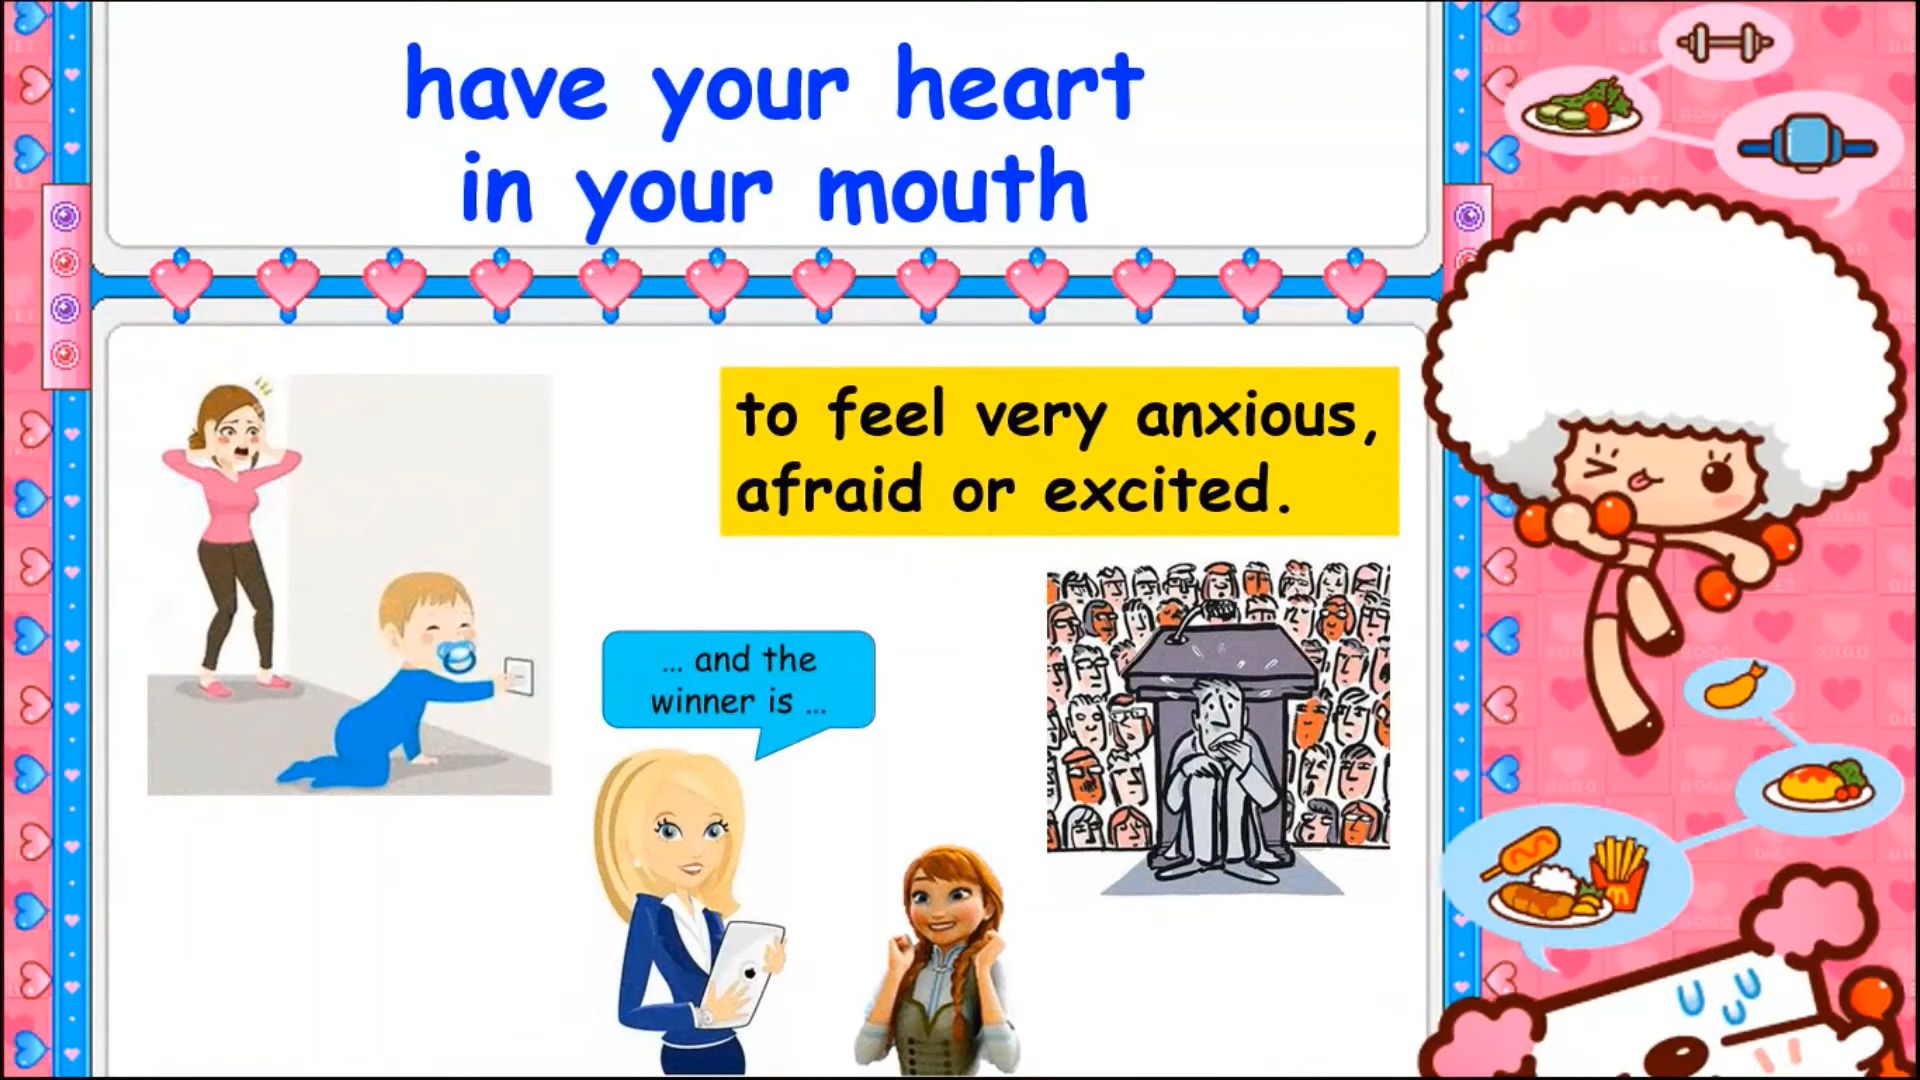 have your heart
in your mouth
to feel very anxious,
afraid or excited.
... and the
winner is ...